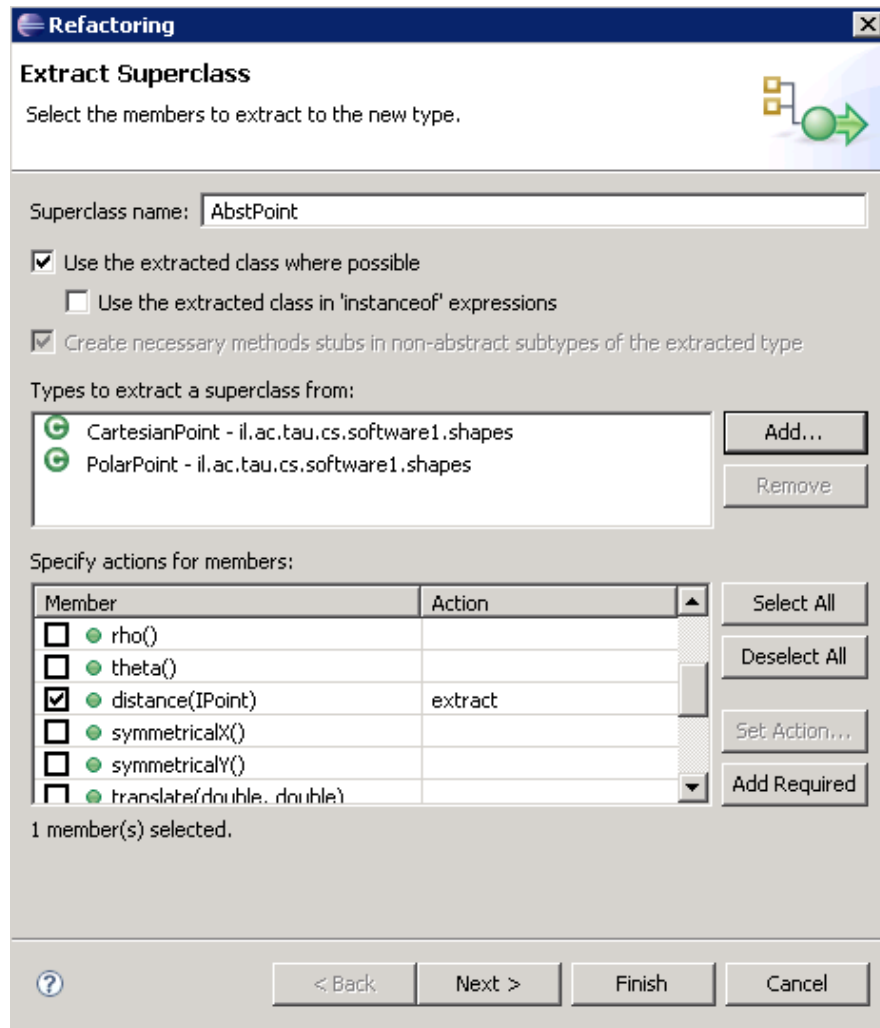 Refactoring
Extract Superclass
Select the members to extract to the new type.
Superclass name: AbstPoint
Use the extracted class where possible
Use the extracted class in 'instanceof' expressions
Create necessary methods stubs in non-abstract subtypes of the extracted type
Types to extract a superclass from:
CartesianPoint - il.ac.tau.cs.software1.shapes
PolarPoint - il.ac.tau.cs.software1.shapes
Add...
Remove
Specify actions for members:
Member Action
rho()
theta()
distance(IPoint) extract
symmetricalX()
symmetricalY()
translate(double, double)
Select All
Deselect All
Set Action...
Add Required
1 member(s) selected.
? < Back Next > Finish Cancel